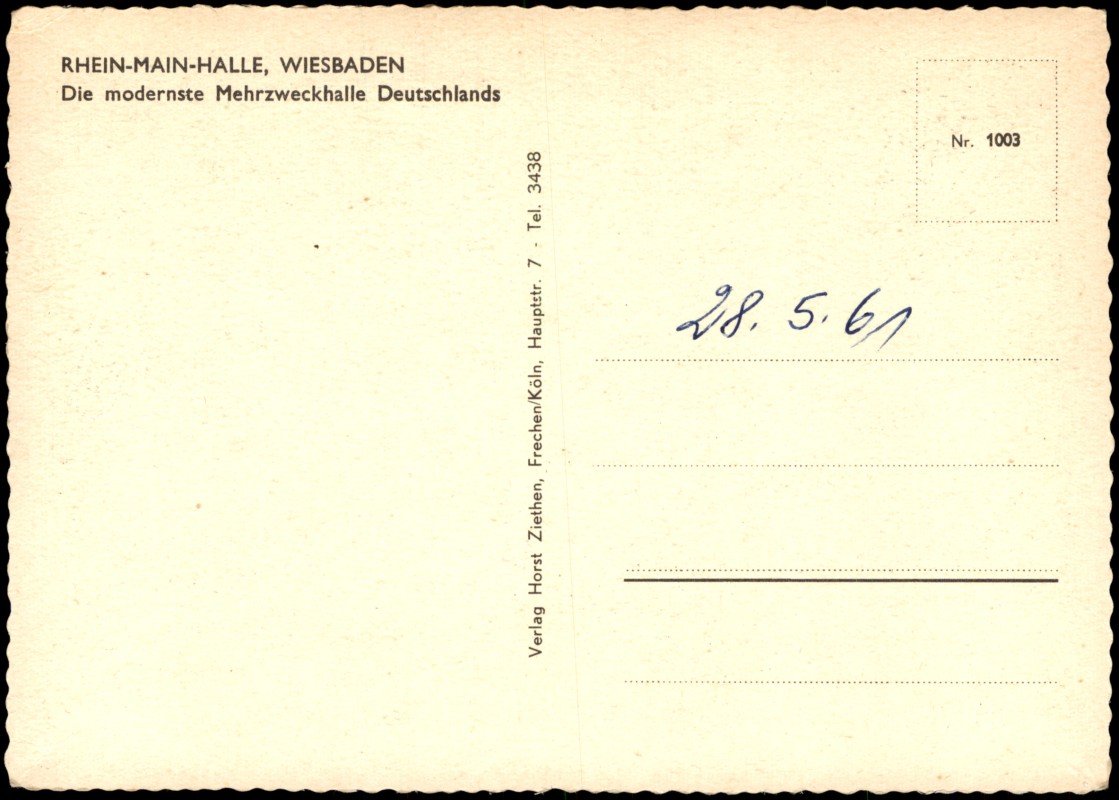 RHEIN-MAIN-HALLE, WIESBADEN
Die modernste Mehrzweckhalle Deutschlands
Verlag Horst Ziethen, Frechen/Köln, Hauptstr. 7 - Tel. 3438
Nr. 1003
28. 5. 61